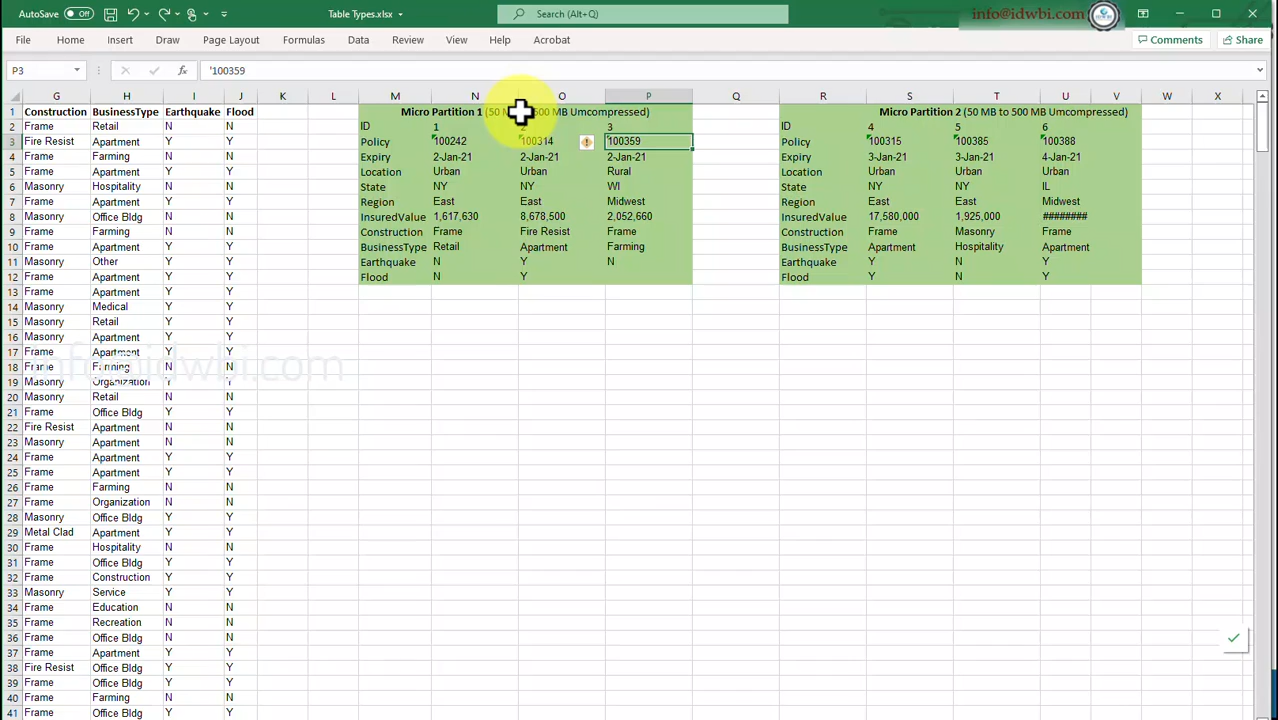 AutoSave Off Table Types.xlsx Search (Alt+Q) info@idwbi.com
File Home Insert Draw Page Layout Formulas Data Review View Help Acrobat Comments Share
P3 fx '100359
G H I J K L M N O P Q R S T U V W X
1 Construction BusinessType Earthquake Flood Micro Partition 1 (50 500 MB Uncompressed) Micro Partition 2 (50 MB to 500 MB Uncompressed)
2 Frame Retail N N ID 1 2 3 ID 4 5 6
3 Fire Resist Apartment Y Y Policy 100242 100314 100359 Policy 100315 100385 100388
4 Frame Farming N N Expiry 2-Jan-21 2-Jan-21 2-Jan-21 Expiry 3-Jan-21 3-Jan-21 4-Jan-21
5 Frame Apartment Y Y Location Urban Urban Rural Location Urban Urban Urban
6 Masonry Hospitality N N State NY NY WI State NY NY IL
7 Frame Apartment Y Y Region East East Midwest Region East East Midwest
8 Masonry Office Bldg N N InsuredValue 1,617,630 8,678,500 2,052,660 InsuredValue 17,580,000 1,925,000 ########
9 Frame Farming N N Construction Frame Fire Resist Frame Construction Frame Masonry Frame
10 Masonry Apartment Y Y BusinessType Retail Apartment Farming BusinessType Apartment Hospitality Apartment
11 Masonry Other Y Y Earthquake N Y N Earthquake Y N Y
12 Frame Apartment Y Y Flood N Y Flood Y N Y
13 Frame Apartment Y Y
14 Masonry Medical Y Y
15 Masonry Retail Y Y
16 Masonry Apartment Y Y
17 Frame Apartment Y Y
18 Frame Farming N N
info@idwbi.com
19 Masonry Organization Y Y
20 Masonry Retail N N
21 Frame Office Bldg Y Y
22 Fire Resist Apartment N N
23 Masonry Apartment N N
24 Frame Apartment Y Y
25 Frame Apartment Y Y
26 Frame Farming N N
27 Frame Organization N N
28 Masonry Office Bldg Y Y
29 Metal Clad Apartment Y Y
30 Frame Hospitality N N
31 Frame Office Bldg Y Y
32 Frame Construction Y Y
33 Masonry Service Y Y
34 Frame Education N N
35 Frame Recreation N N
36 Frame Office Bldg N N
37 Frame Apartment Y Y
38 Fire Resist Office Bldg Y Y
39 Frame Office Bldg Y Y
40 Frame Farming N N
41 Frame Office Bldg Y Y